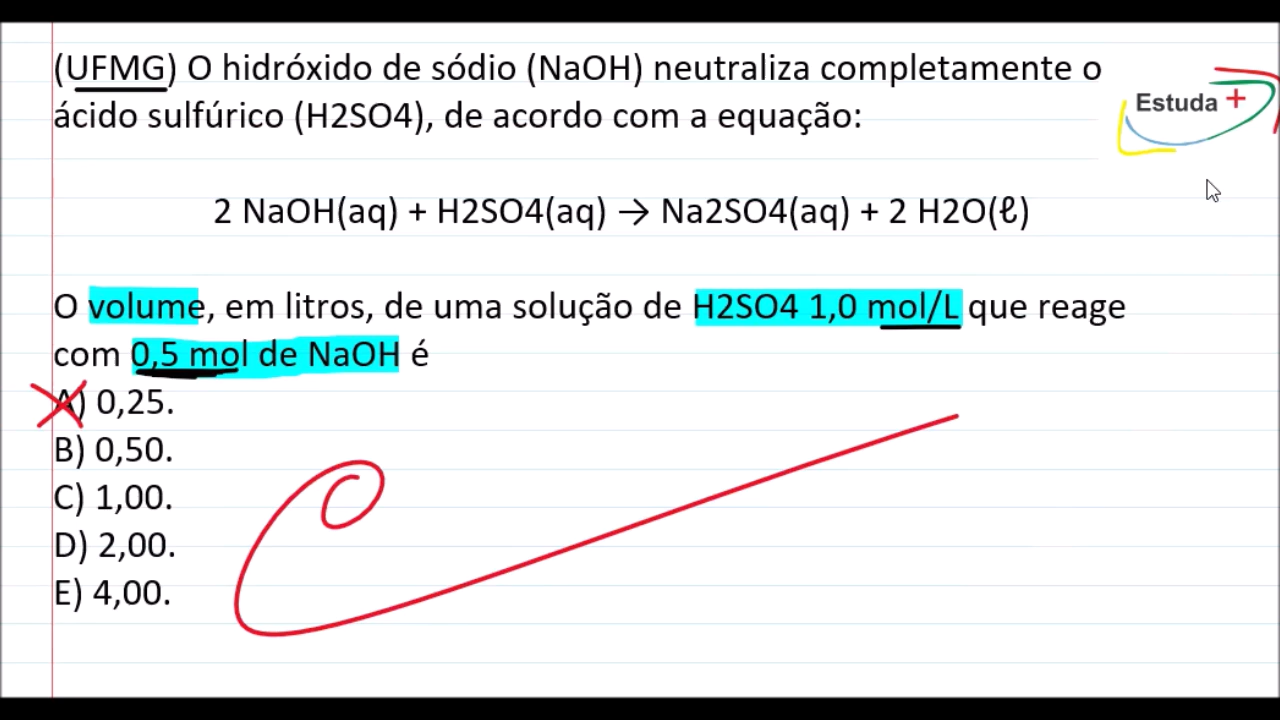 (UFMG) O hidróxido de sódio (NaOH) neutraliza completamente o
ácido sulfúrico (H2SO4), de acordo com a equação:
Estuda +
2 NaOH(aq) + H2SO4(aq) → Na2SO4(aq) + 2 H2O(ℓ)
O volume, em litros, de uma solução de H2SO4 1,0 mol/L que reage
com 0,5 mol de NaOH é
A) 0,25.
B) 0,50.
C) 1,00.
D) 2,00.
E) 4,00.